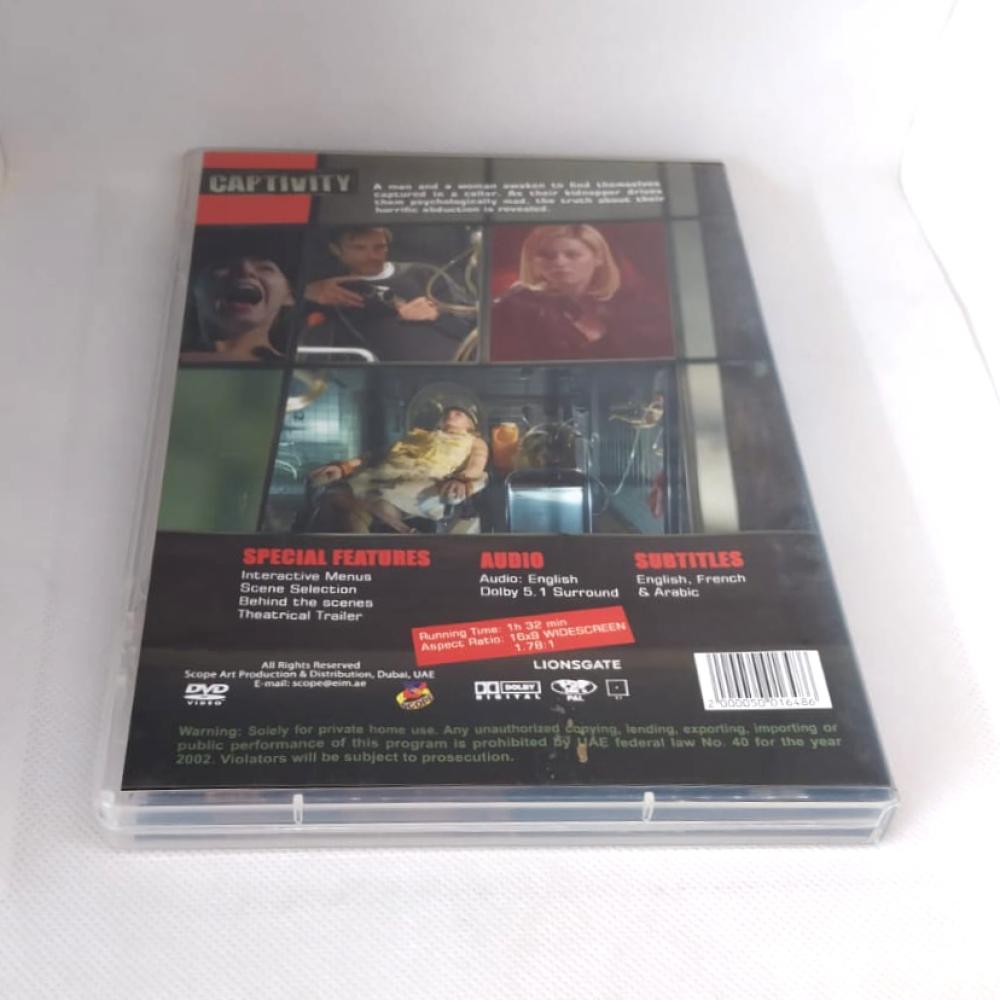 CAPTIVITY
A man and a woman awaken to find themselves
captured in a cellar. As their kidnapper drives
them psychologically mad, the truth about their
horrific abduction is revealed.
SPECIAL FEATURES
Interactive Menus
Scene Selection
Behind the scenes
Theatrical Trailer
AUDIO
Audio: English
Dolby 5.1 Surround
SUBTITLES
English, French
& Arabic
Running Time: 1h 32 min
Aspect Ratio: 16x9 WIDESCREEN
1.78:1
All Rights Reserved
Scope Art Production & Distribution, Dubai, UAE
E-mail: scope@eim.ae
DVD
VIDEO
SCOPE
LIONSGATE
DOLBY
DIGITAL
PAL
2 000050 016486
Warning: Solely for private home use. Any unauthorized copying, lending, exporting, importing or
public performance of this program is prohibited by UAE federal law No. 40 for the year
2002. Violators will be subject to prosecution.